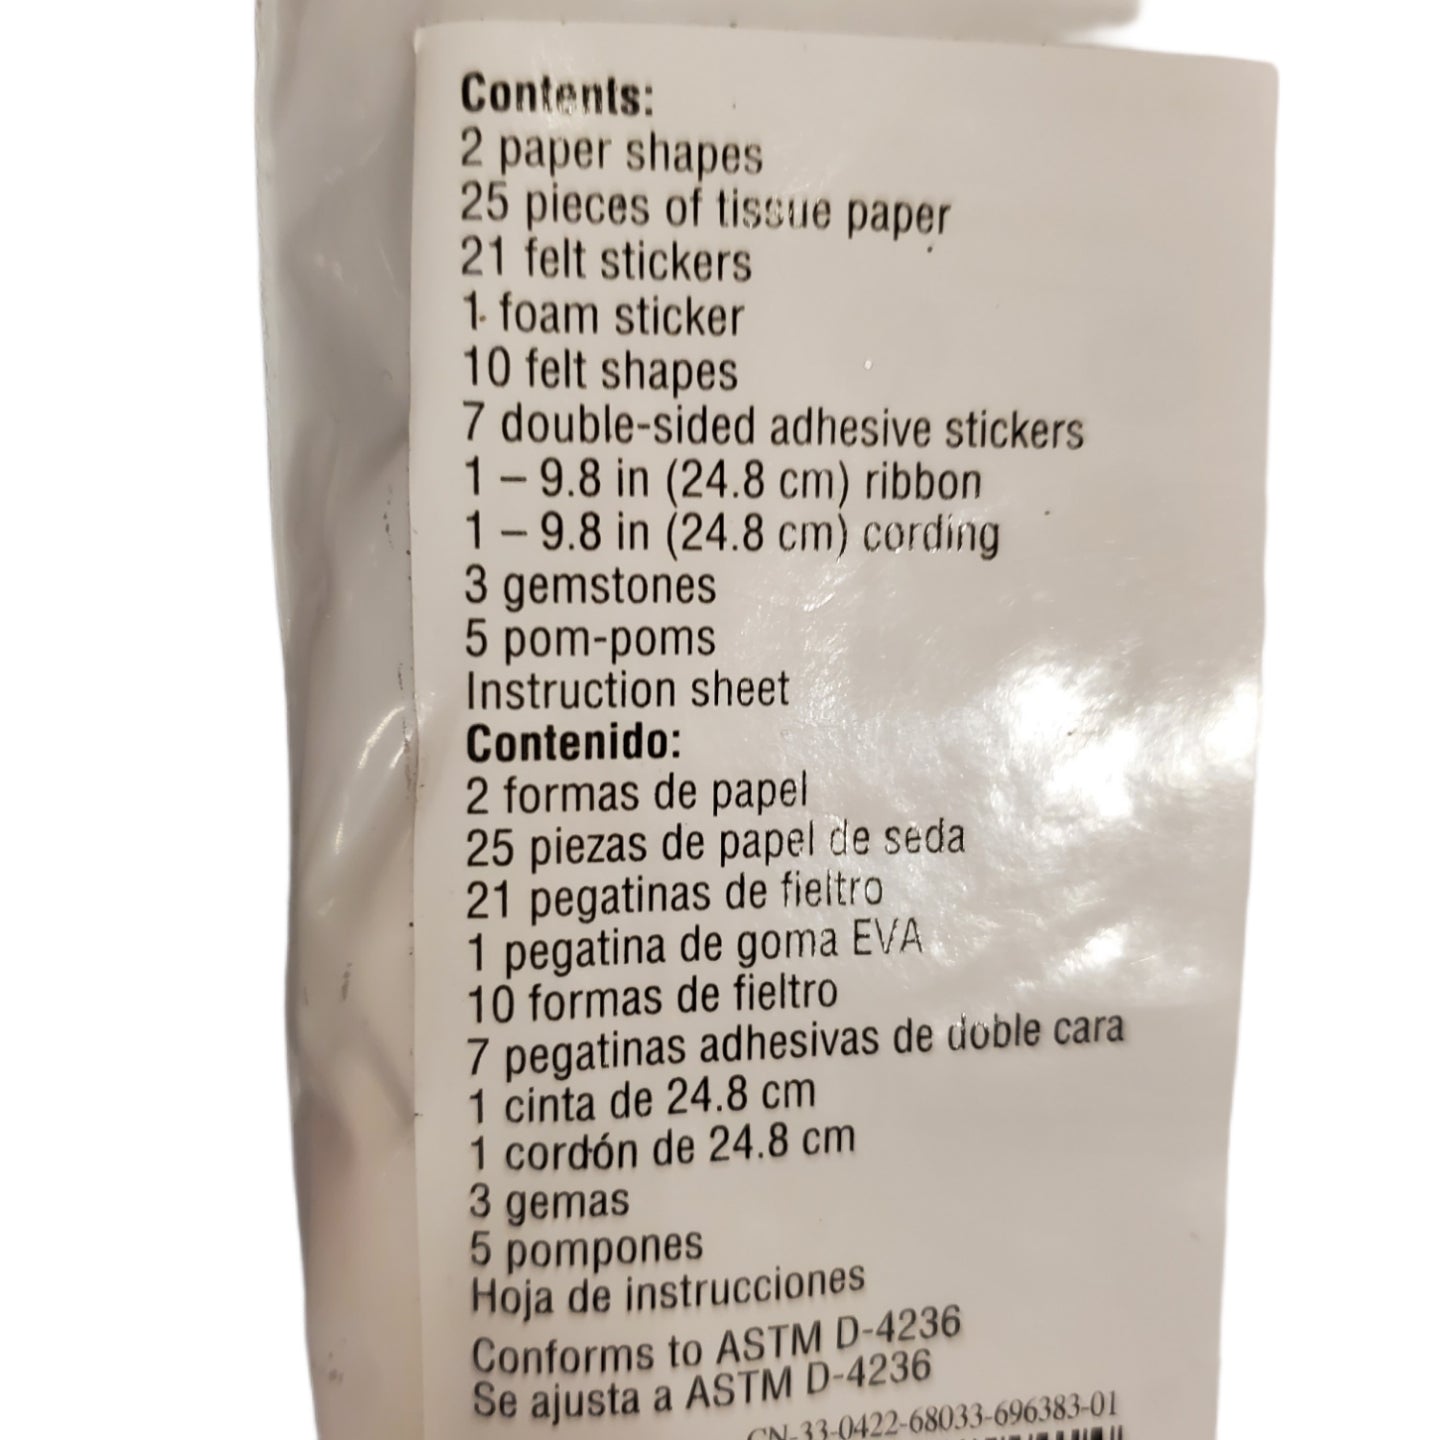 Contents:
2 paper shapes
25 pieces of tissue paper
21 felt stickers
1 foam sticker
10 felt shapes
7 double-sided adhesive stickers
1 – 9.8 in (24.8 cm) ribbon
1 – 9.8 in (24.8 cm) cording
3 gemstones
5 pom-poms
Instruction sheet
Contenido:
2 formas de papel
25 piezas de papel de seda
21 pegatinas de fieltro
1 pegatina de goma EVA
10 formas de fieltro
7 pegatinas adhesivas de doble cara
1 cinta de 24.8 cm
1 cordón de 24.8 cm
3 gemas
5 pompones
Hoja de instrucciones
Conforms to ASTM D-4236
Se ajusta a ASTM D-4236
CN-33-0422-68033-696383-01